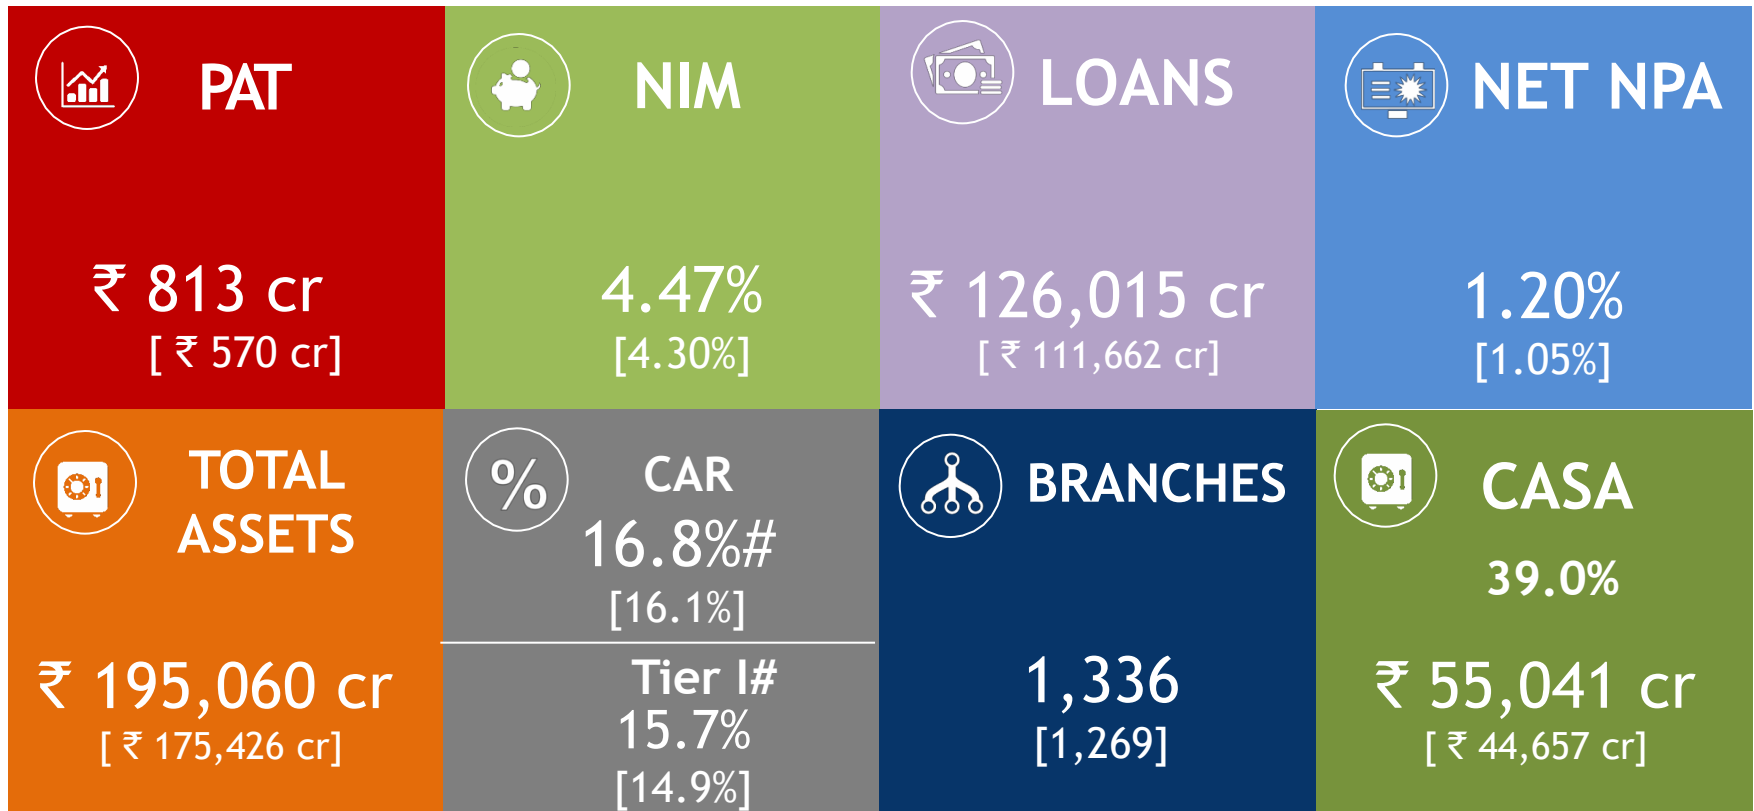 PAT
₹ 813 cr
[ ₹ 570 cr]
NIM
4.47%
[4.30%]
LOANS
₹ 126,015 cr
[ ₹ 111,662 cr]
NET NPA
1.20%
[1.05%]
TOTAL
ASSETS
₹ 195,060 cr
[ ₹ 175,426 cr]
%
CAR
16.8%#
[16.1%]
Tier I#
15.7%
[14.9%]
BRANCHES
1,336
[1,269]
CASA
39.0%
₹ 55,041 cr
[ ₹ 44,657 cr]